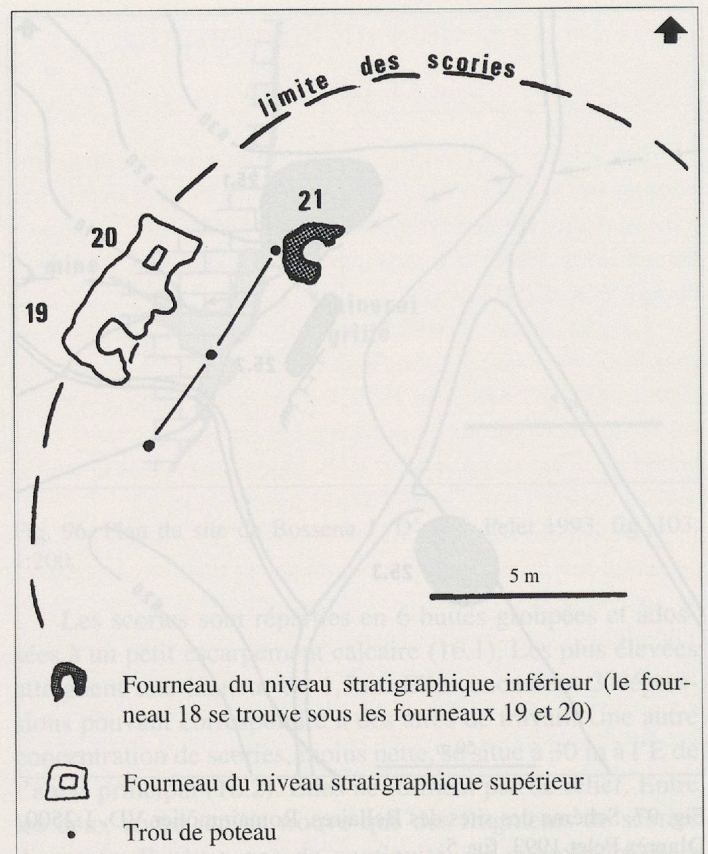 limite des scories
21
20
19
5 m
Fourneau du niveau stratigraphique inférieur (le four-
neau 18 se trouve sous les fourneaux 19 et 20)
Fourneau du niveau stratigraphique supérieur
Trou de poteau